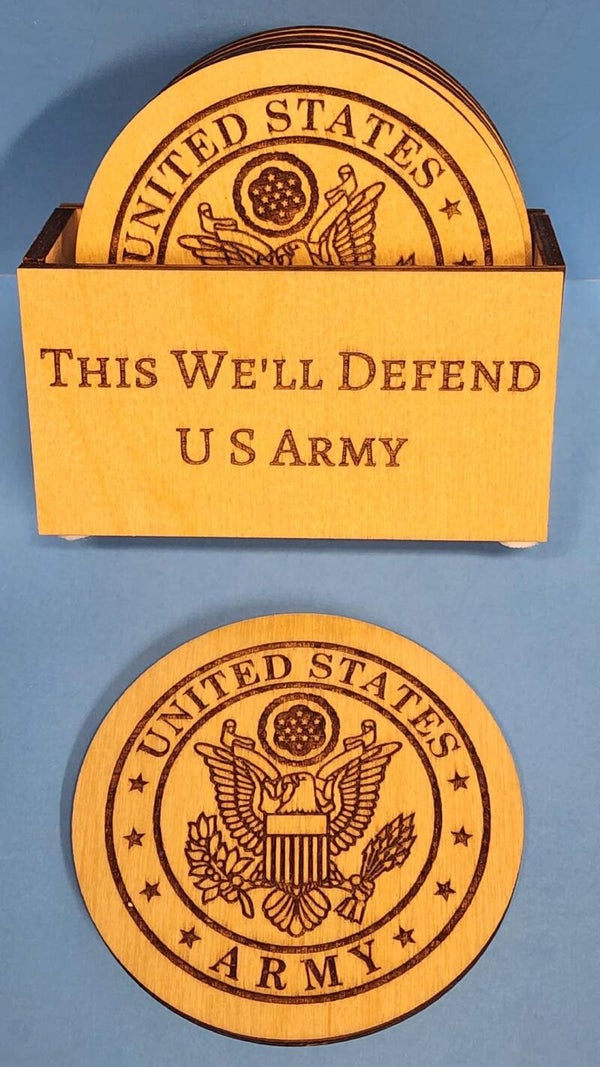 UNITED STATES
THIS WE'LL DEFEND
U S ARMY
UNITED STATES
ARMY